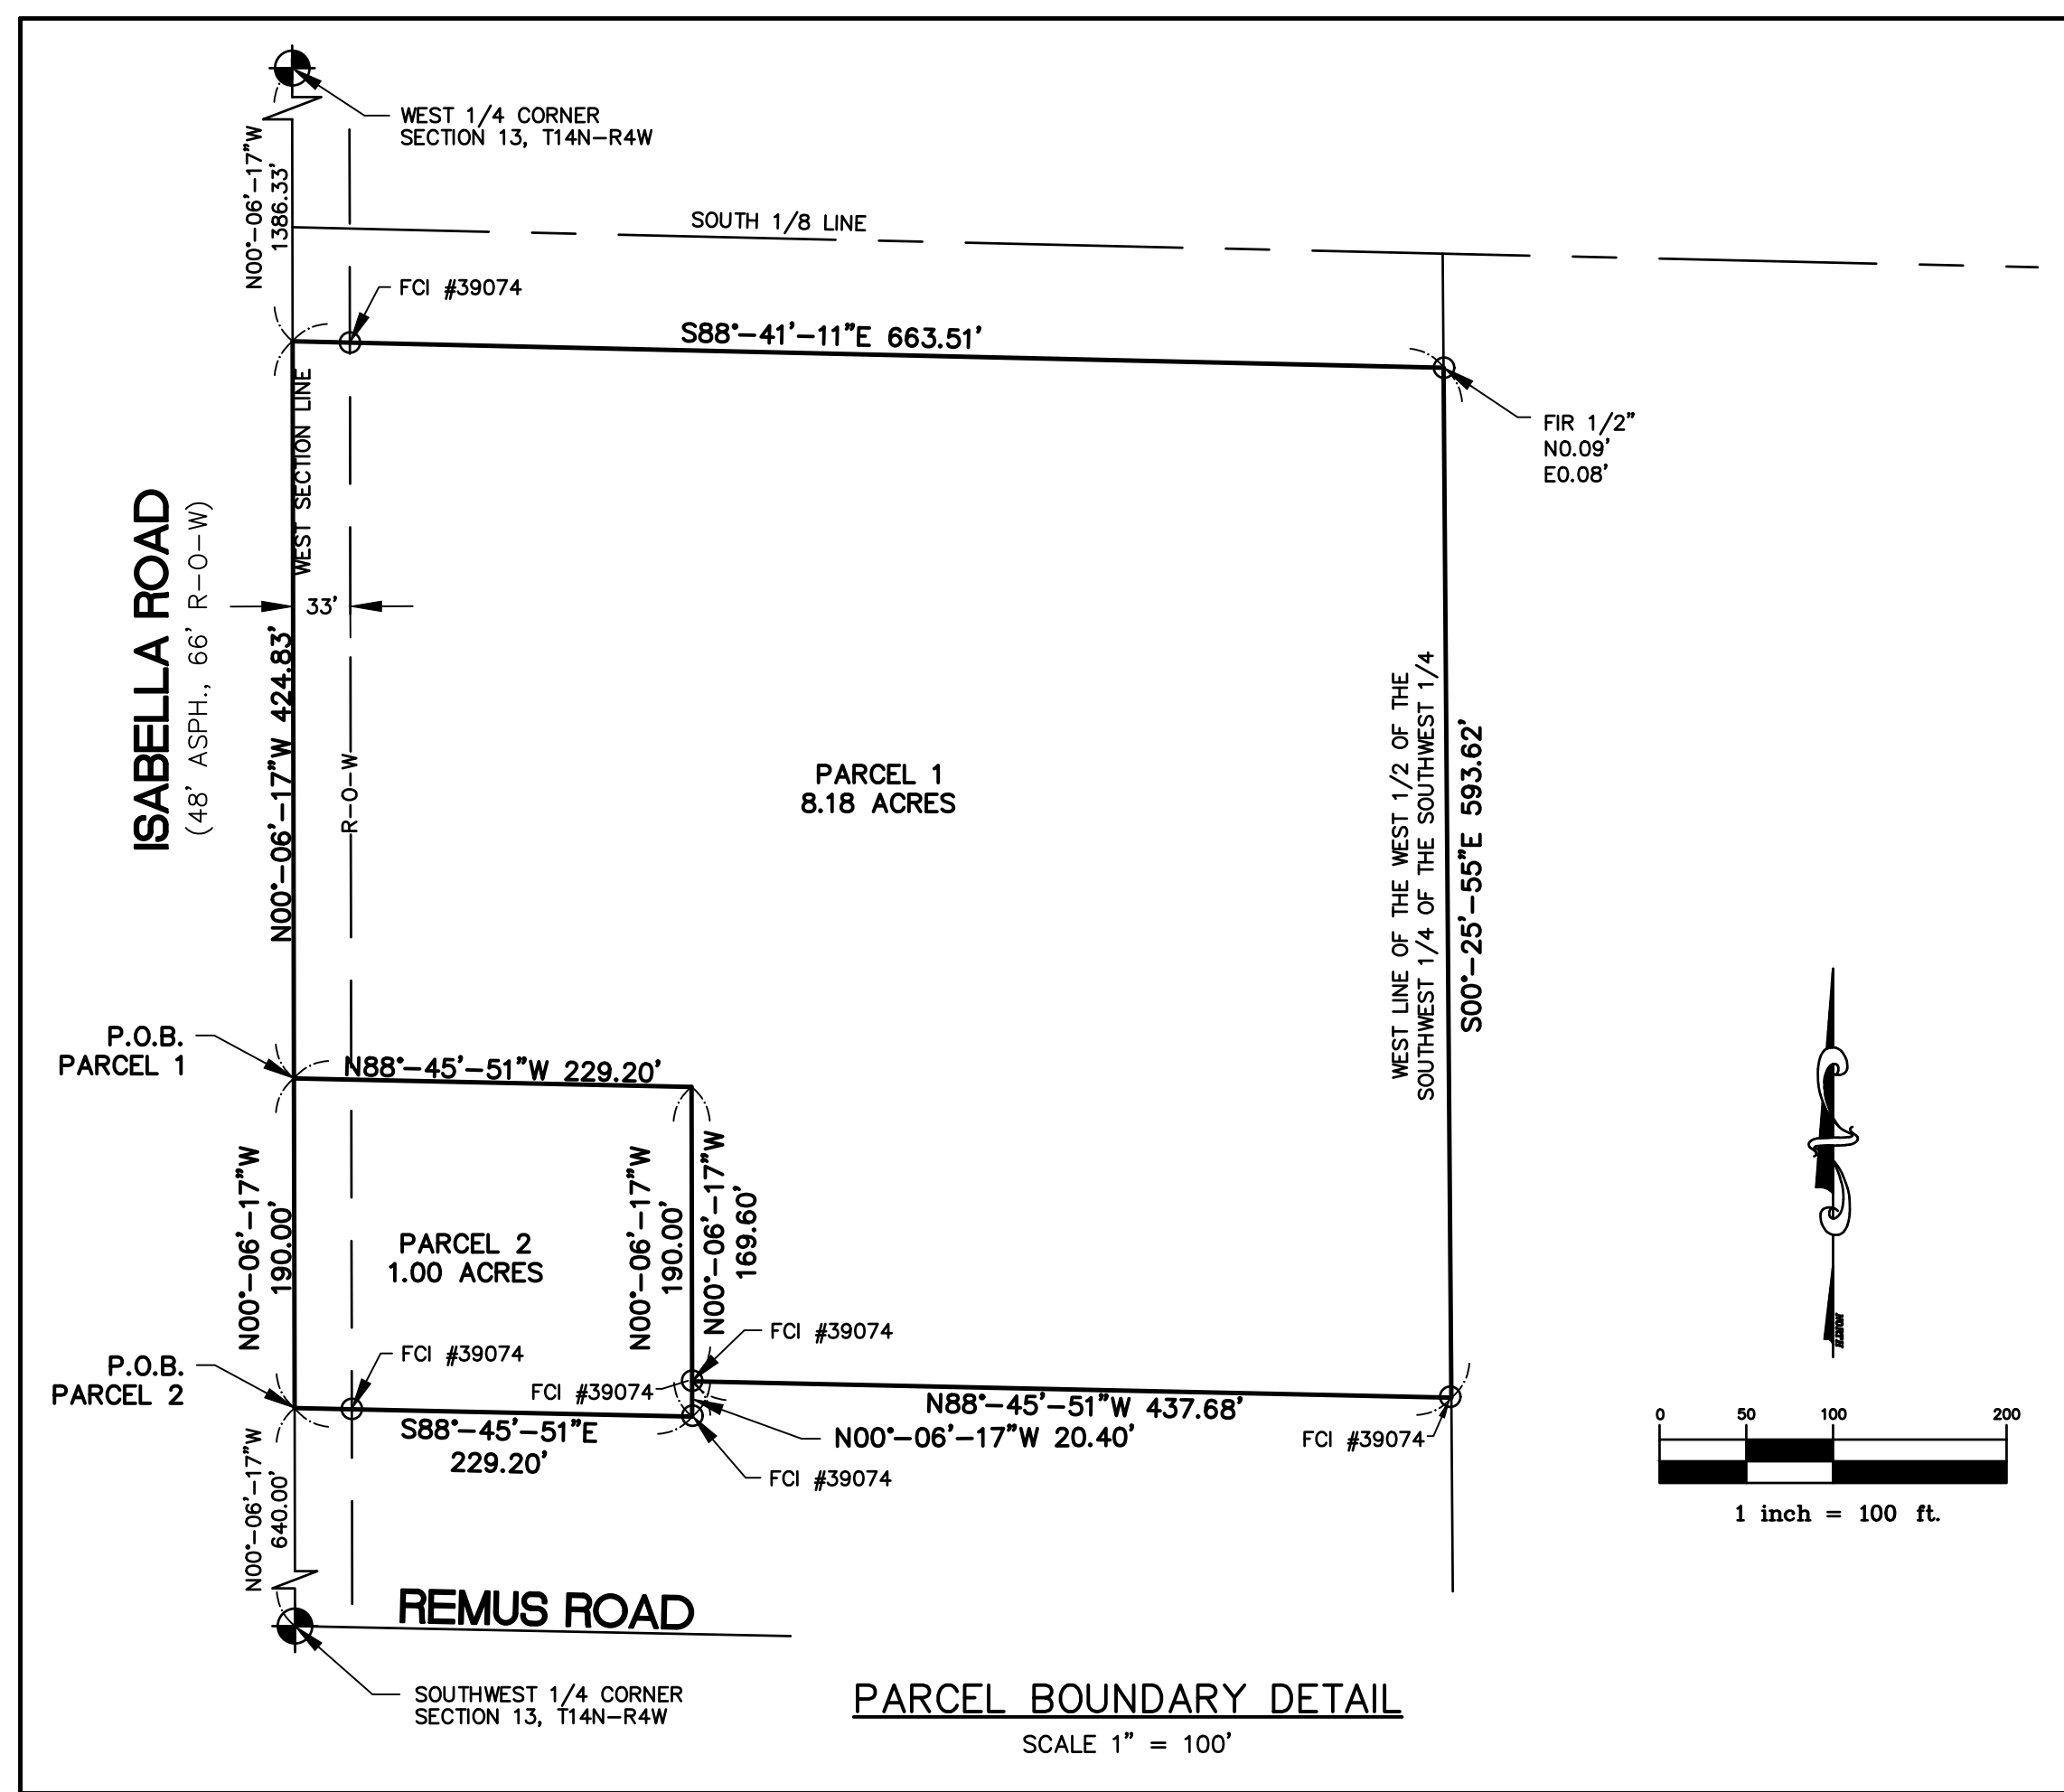 WEST 1/4 CORNER
SECTION 13, T14N-R4W
N00°-06'-17"W
1386.33'
SOUTH 1/8 LINE
FCI #39074
S88°-41'-11"E 663.51'
FIR 1/2"
N0.09'
E0.08'
WEST SECTION LINE
ISABELLA ROAD
(48' ASPH., 66' R-O-W)
33'
N00°-06'-17"W 424.83'
R-O-W
PARCEL 1
8.18 ACRES
WEST LINE OF THE WEST 1/2 OF THE
SOUTHWEST 1/4 OF THE SOUTHWEST 1/4
S00°-25'-55"E 593.62'
P.O.B.
PARCEL 1
N88°-45'-51"W 229.20'
N00°-06'-17"W
190.00'
PARCEL 2
1.00 ACRES
N00°-06'-17"W
190.00'
N00°-06'-17"W
169.60'
NORTH
P.O.B.
PARCEL 2
FCI #39074
FCI #39074
FCI #39074
S88°-45'-51"E
229.20'
N88°-45'-51"W 437.68'
N00°-06'-17"W 20.40'
FCI #39074
FCI #39074
0 50 100 200
1 inch = 100 ft.
N00°-06'-17"W
640.00'
REMUS ROAD
SOUTHWEST 1/4 CORNER
SECTION 13, T14N-R4W
PARCEL BOUNDARY DETAIL
SCALE 1" = 100'